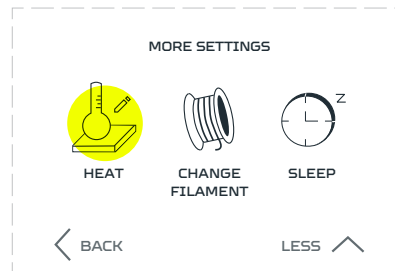 MORE SETTINGS
Z
HEAT
CHANGE
FILAMENT
SLEEP
BACK
LESS